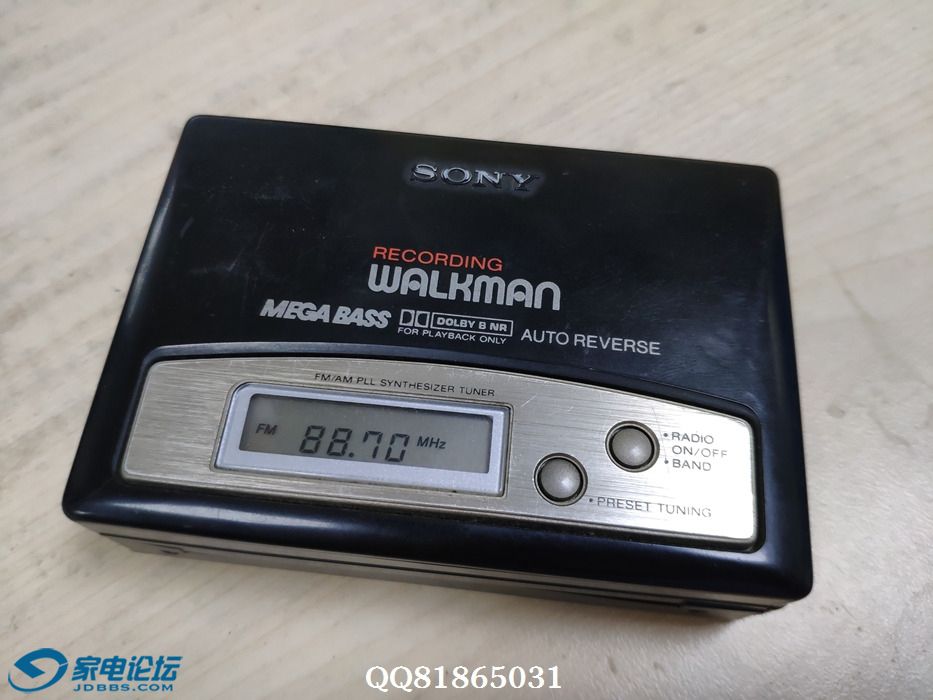 SONY
RECORDING
WALKMAN
MEGA BASS DOLBY B NR AUTO REVERSE
FOR PLAYBACK ONLY
FM/AM PLL SYNTHESIZER TUNER
FM 88.70 MHz
•RADIO
ON/OFF
•BAND
•PRESET TUNING
家电论坛
JDBBS.COM
QQ81865031